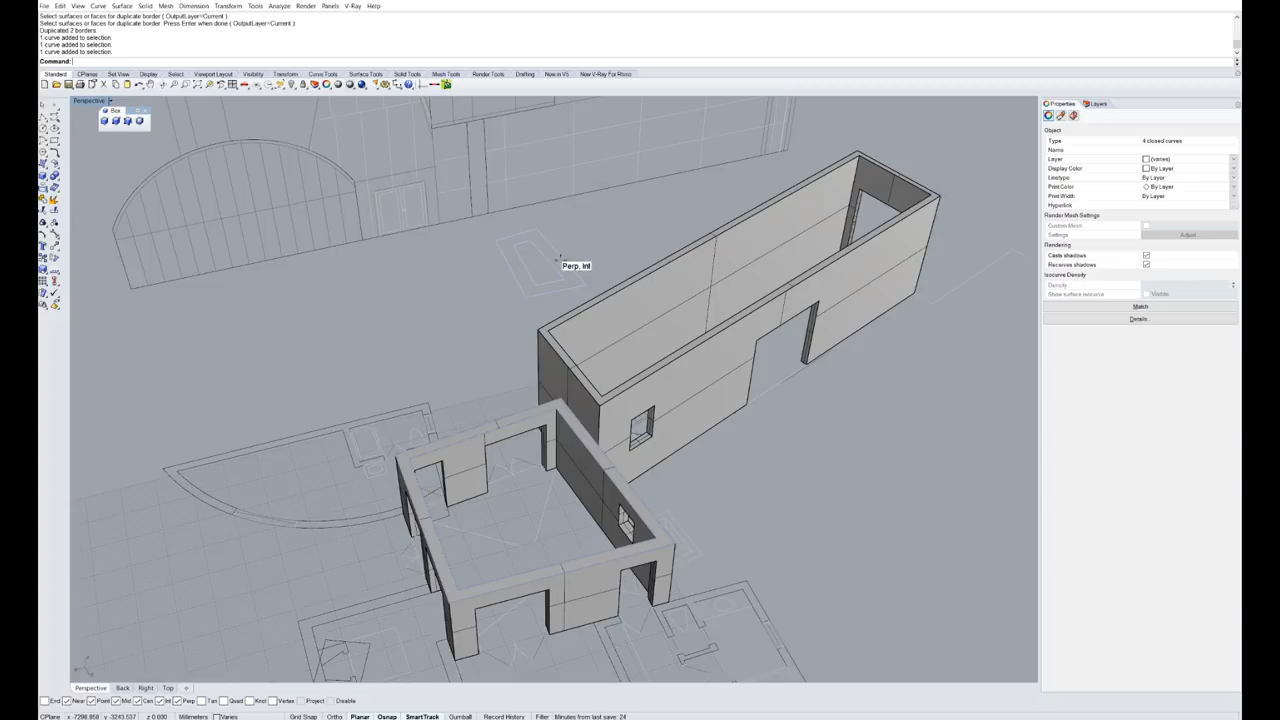 File Edit View Curve Surface Solid Mesh Dimension Transform Tools Analyze Render Panels V-Ray Help
Select surfaces or faces for duplicate border ( OutputLayer=Current )
Select surfaces or faces for duplicate border. Press Enter when done ( OutputLayer=Current ):
Duplicated 2 borders.
1 curve added to selection.
1 curve added to selection.
1 curve added to selection.
Command:
Standard CPlanes Set View Display Select Viewport Layout Visibility Transform Curve Tools Surface Tools Solid Tools Mesh Tools Render Tools Drafting New in V5 New V-Ray For Rhino
Perspective
Box
Properties Layers
Object
Type 4 closed curves
Name
Layer (varies)
Display Color By Layer
Linetype By Layer
Print Color By Layer
Print Width By Layer
Hyperlink
Render Mesh Settings
Custom Mesh
Settings Adjust...
Rendering
Casts shadows
Receives shadows
Isocurve Density
Density
Show surface isocurve Visible
Match
Details...
Perp, Int
Perspective Back Right Top
End Near Point Mid Cen Int Perp Tan Quad Knot Vertex Project Disable
CPlane x -7298.958 y -3243.537 z 0.000 Millimeters Varies Grid Snap Ortho Planar Osnap SmartTrack Gumball Record History Filter Minutes from last save: 24